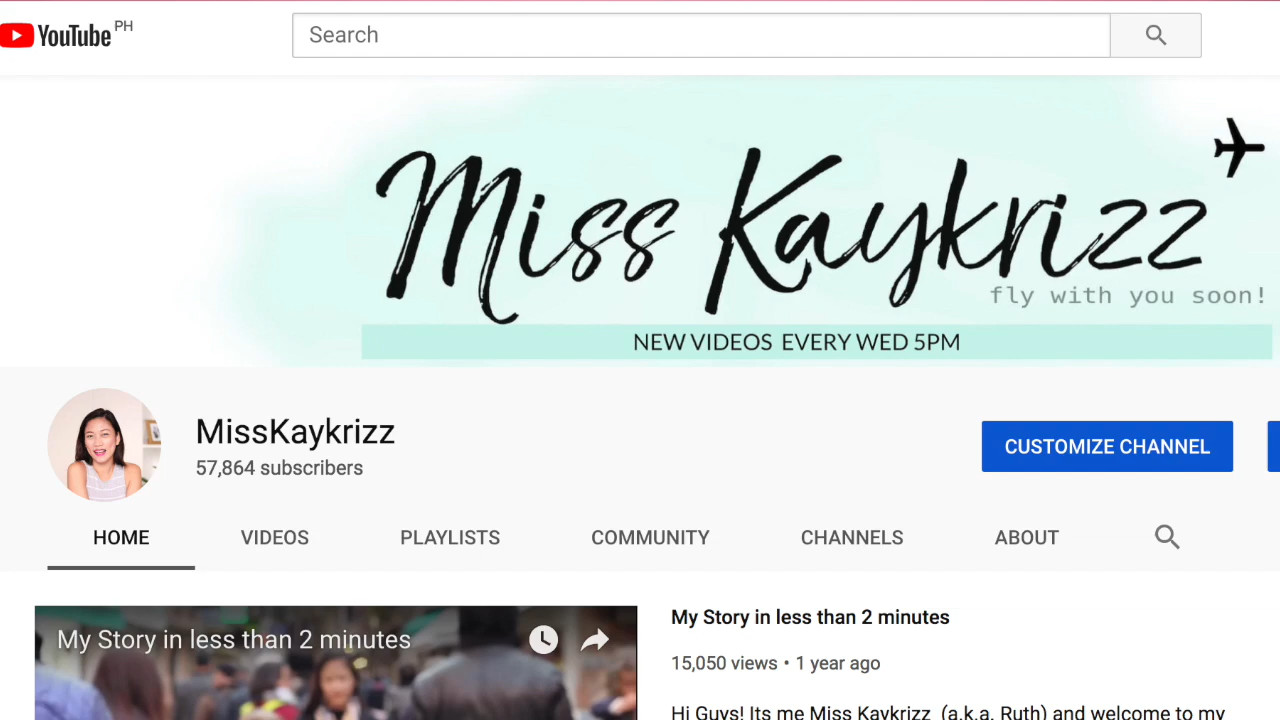 YouTube PH
Search
Miss Kaykrizz
fly with you soon!
NEW VIDEOS EVERY WED 5PM
MissKaykrizz
57,864 subscribers
CUSTOMIZE CHANNEL
HOME VIDEOS PLAYLISTS COMMUNITY CHANNELS ABOUT
My Story in less than 2 minutes
My Story in less than 2 minutes
15,050 views • 1 year ago
Hi Guys! Its me Miss Kaykrizz (a.k.a. Ruth) and welcome to my